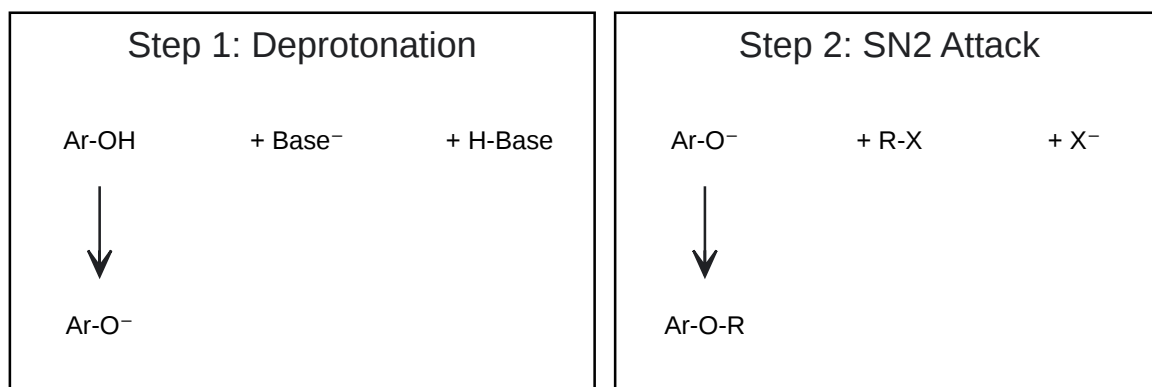 Step 1: Deprotonation
Ar-OH + Base⁻ + H-Base
Ar-O⁻
Step 2: SN2 Attack
Ar-O⁻ + R-X + X⁻
Ar-O-R